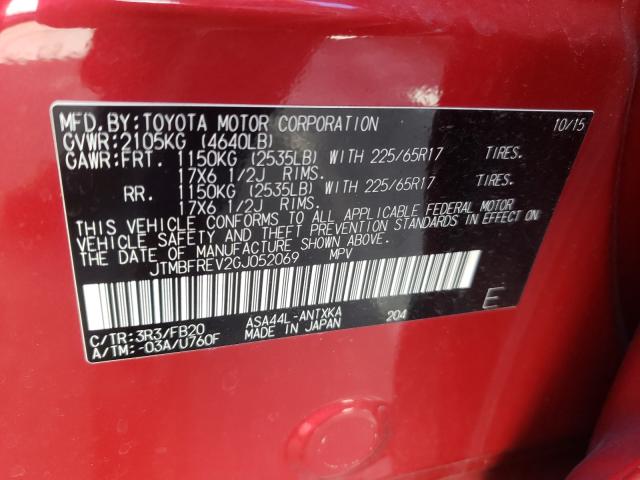 MFD.BY:TOYOTA MOTOR CORPORATION 10/15
GVWR:2105KG (4640LB)
GAWR:FRT. 1150KG (2535LB) WITH 225/65R17 TIRES.
17X6 1/2J RIMS.
RR. 1150KG (2535LB) WITH 225/65R17 TIRES.
17X6 1/2J RIMS.
THIS VEHICLE CONFORMS TO ALL APPLICABLE FEDERAL MOTOR
VEHICLE SAFETY AND THEFT PREVENTION STANDARDS IN EFFECT ON
THE DATE OF MANUFACTURE SHOWN ABOVE.
JTMBFREV2GJ052069 MPV
E
C/TR:3R3/FB20 ASA44L-ANTXKA 204
A/TM:-03A/U760F MADE IN JAPAN